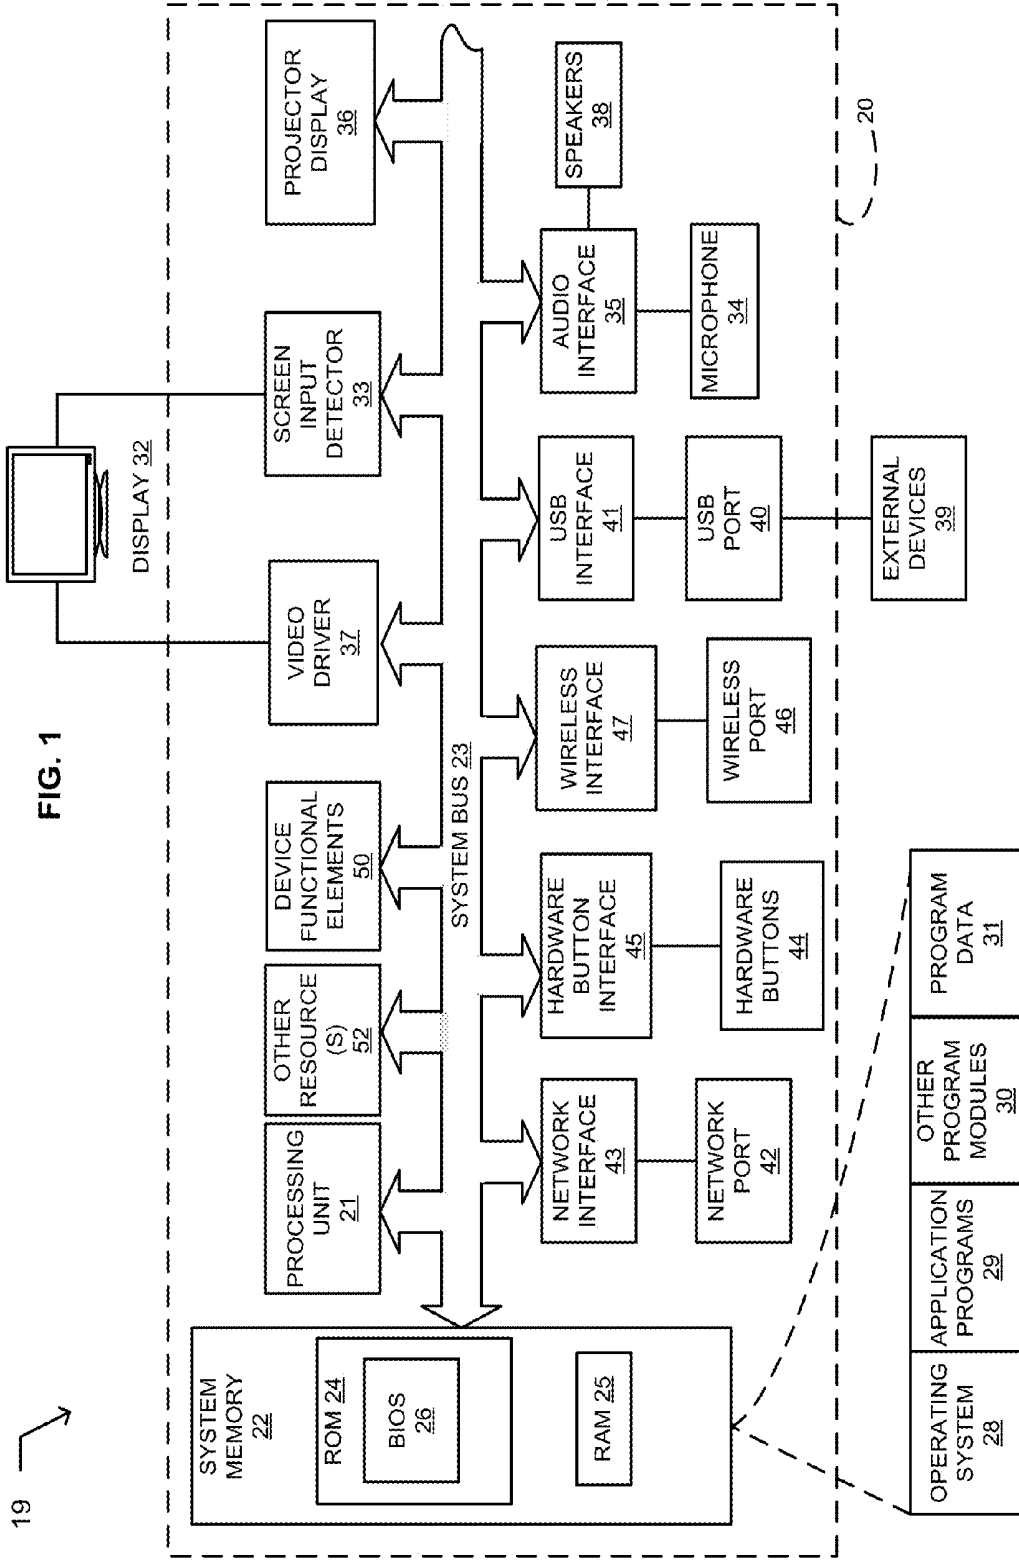 19
FIG. 1
DISPLAY 32
SYSTEM
MEMORY
22
ROM 24
BIOS
26
RAM 25
PROCESSING
UNIT
21
OTHER
RESOURCE
(S)
52
DEVICE
FUNCTIONAL
ELEMENTS
50
VIDEO
DRIVER
37
SCREEN
INPUT
DETECTOR
33
PROJECTOR
DISPLAY
36
SYSTEM BUS 23
NETWORK
INTERFACE
43
HARDWARE
BUTTON
INTERFACE
45
WIRELESS
INTERFACE
47
USB
INTERFACE
41
AUDIO
INTERFACE
35
SPEAKERS
38
NETWORK
PORT
42
HARDWARE
BUTTONS
44
WIRELESS
PORT
46
USB
PORT
40
MICROPHONE
34
20
OPERATING
SYSTEM
28
APPLICATION
PROGRAMS
29
OTHER
PROGRAM
MODULES
30
PROGRAM
DATA
31
EXTERNAL
DEVICES
39